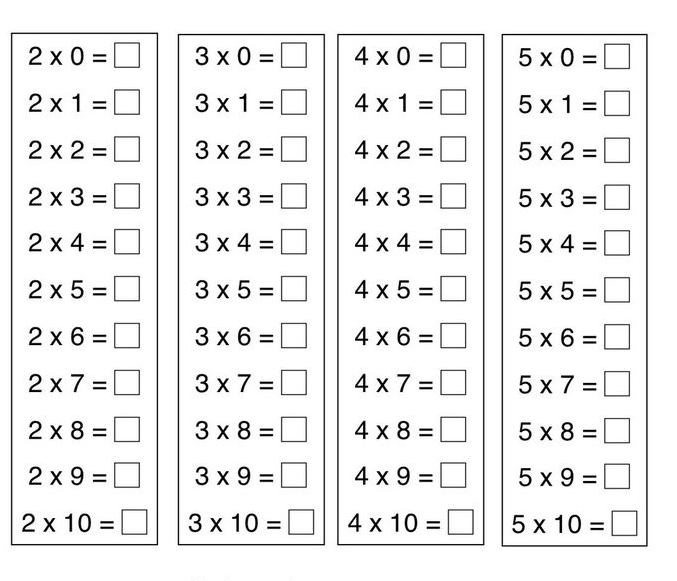 2 x 0 =
2 x 1 =
2 x 2 =
2 x 3 =
2 x 4 =
2 x 5 =
2 x 6 =
2 x 7 =
2 x 8 =
2 x 9 =
2 x 10 =
3 x 0 =
3 x 1 =
3 x 2 =
3 x 3 =
3 x 4 =
3 x 5 =
3 x 6 =
3 x 7 =
3 x 8 =
3 x 9 =
3 x 10 =
4 x 0 =
4 x 1 =
4 x 2 =
4 x 3 =
4 x 4 =
4 x 5 =
4 x 6 =
4 x 7 =
4 x 8 =
4 x 9 =
4 x 10 =
5 x 0 =
5 x 1 =
5 x 2 =
5 x 3 =
5 x 4 =
5 x 5 =
5 x 6 =
5 x 7 =
5 x 8 =
5 x 9 =
5 x 10 =